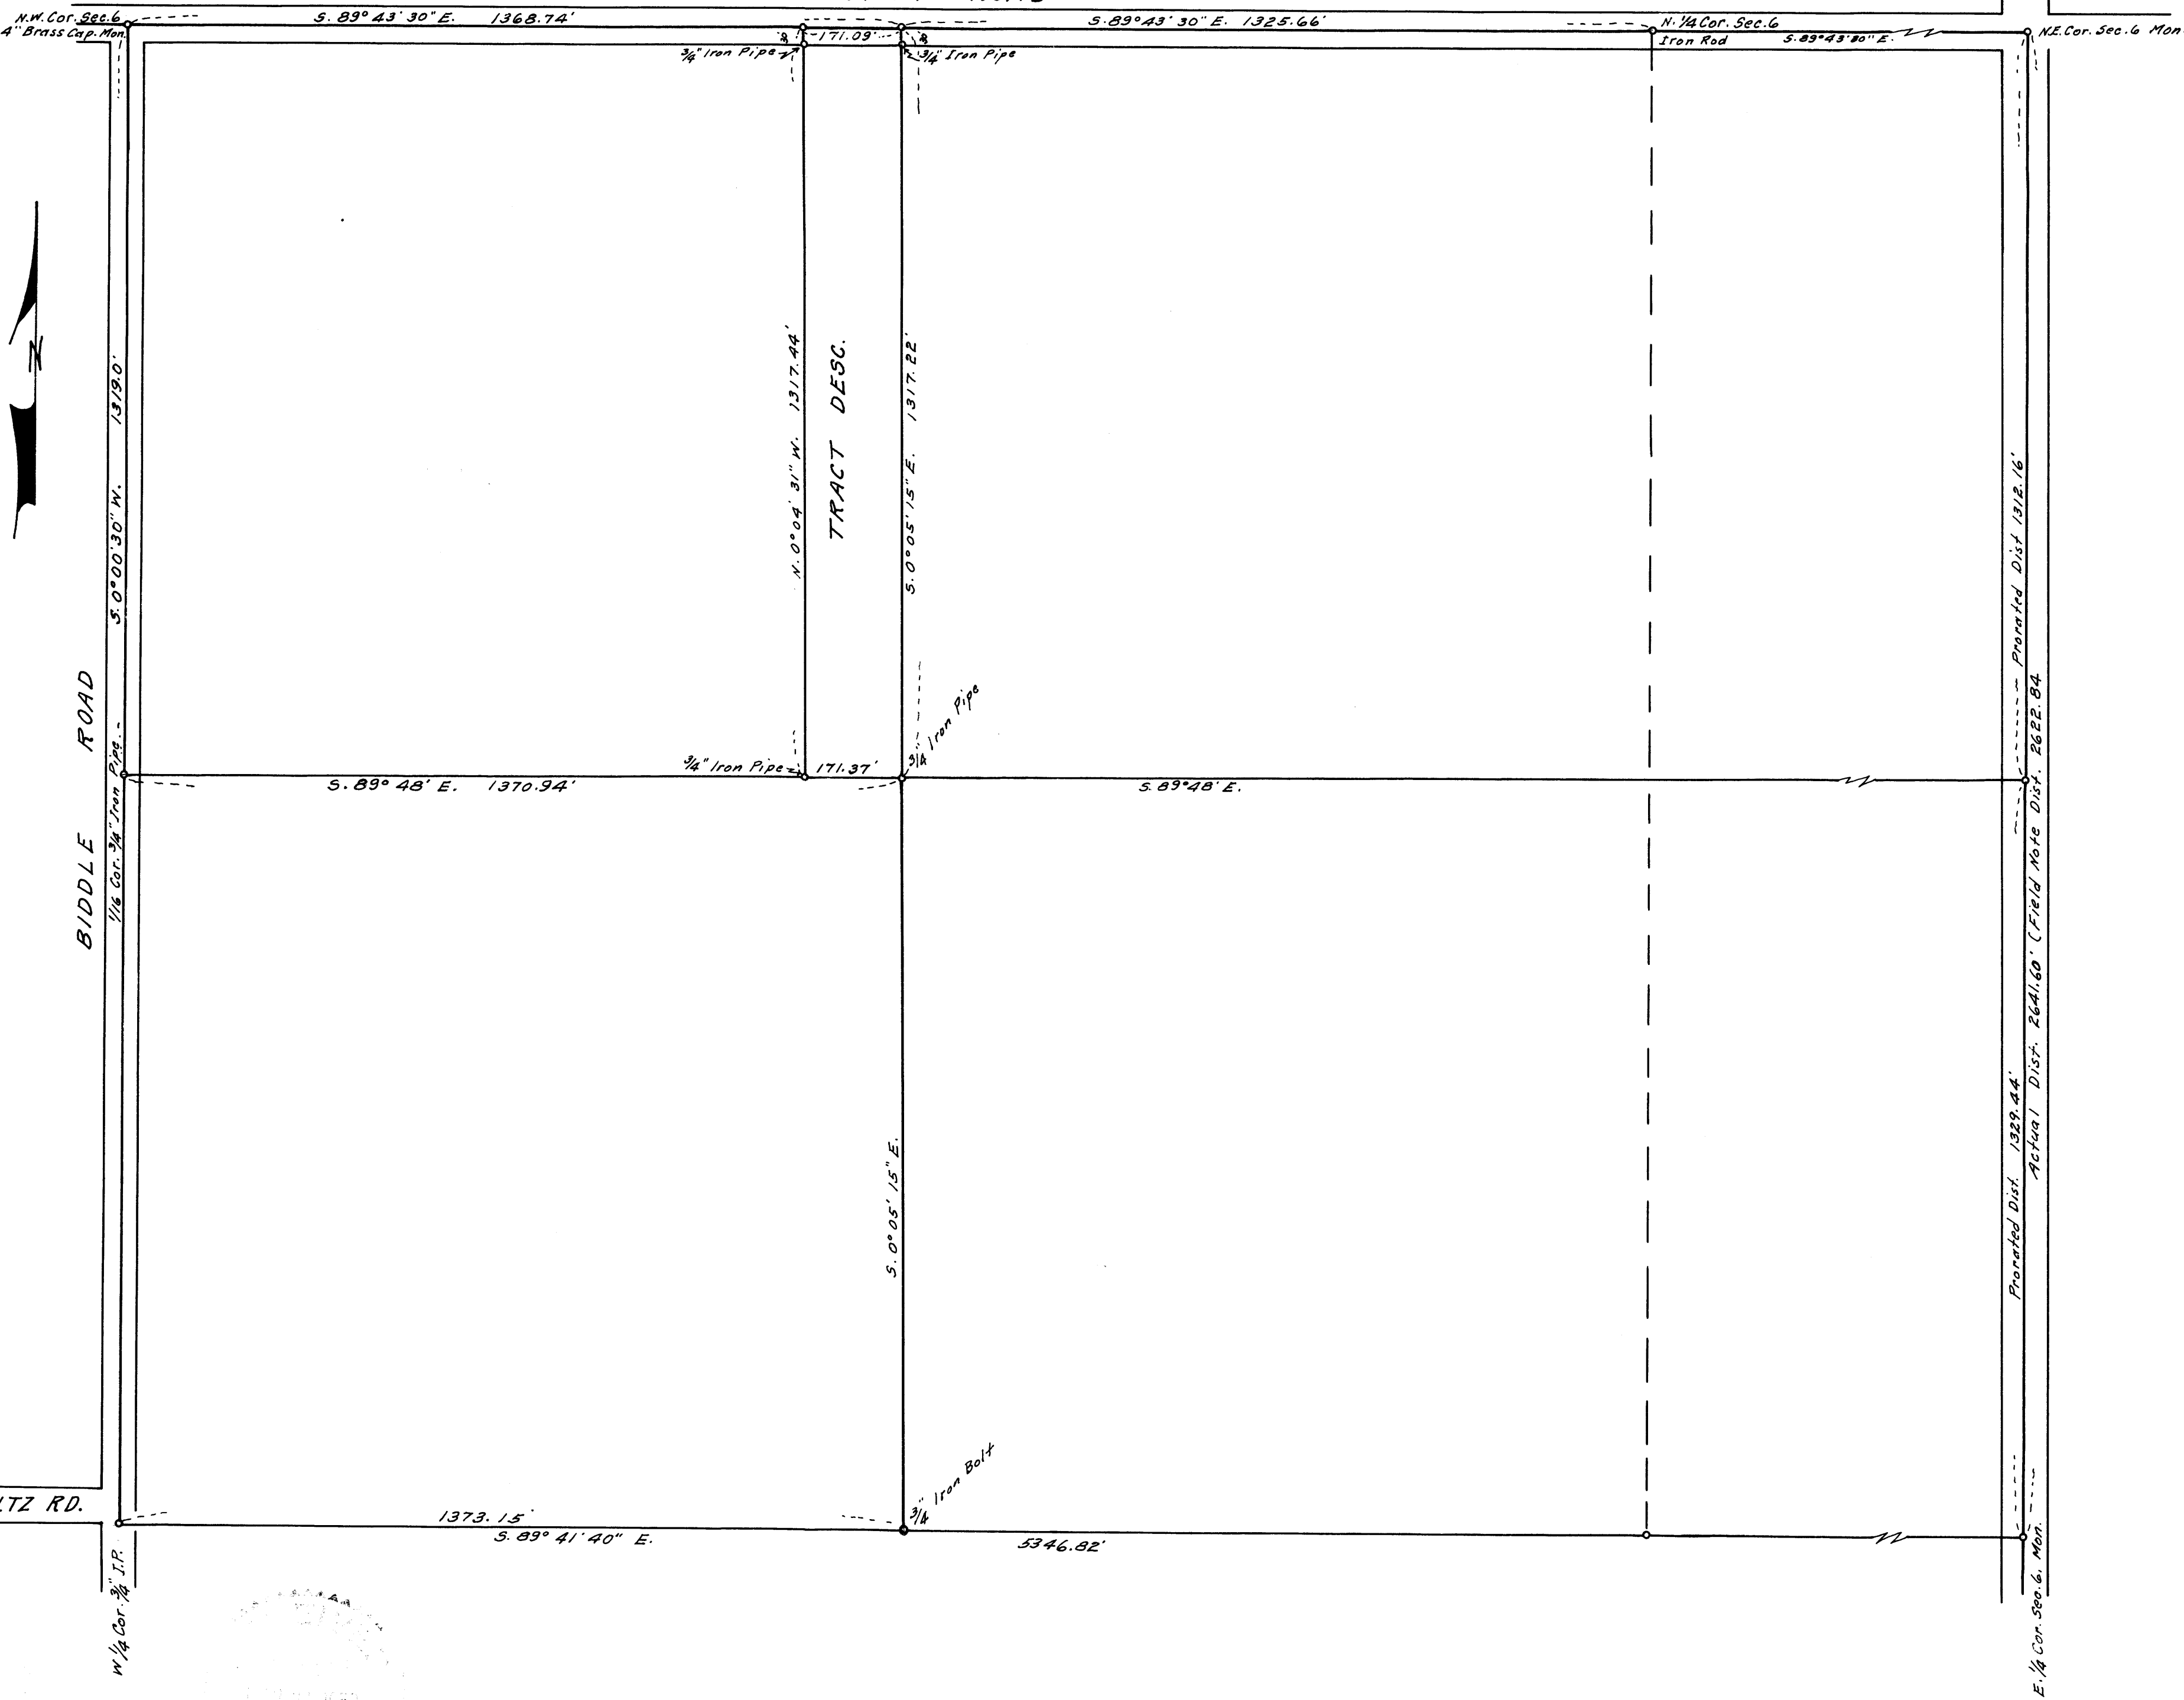 N.W. Cor. Sec. 6
4" Brass Cap. Mon.
S. 89° 43' 30" E. 1368.74'
171.09'
S. 89° 43' 30" E. 1325.66'
N. 1/4 Cor. Sec. 6
Iron Rod
N.E. Cor. Sec. 6 Mon
3/4" Iron Pipe
3/4" Iron Pipe
N
S. 0° 00' 30" W. 1319.0'
N. 0° 04' 31" W. 1317.44'
TRACT DESC.
S. 0° 05' 15" E. 1317.22'
Prorated Dist 1312.16'
BIDDLE ROAD
1/16 Cor. 3/4" Iron Pipe
3/4" Iron Pipe
171.37'
3/4" Iron Pipe
S. 89° 48' E. 1370.94'
S. 89° 48' E.
Actual Dist. 2641.60' (Field Note Dist. 2622.84
Prorated Dist. 1329.44'
S. 0° 05' 15" E.
3/4" Iron Bolt
TZ RD.
1373.15
S. 89° 41' 40" E.
5346.82'
W 1/4 Cor. 3/4" I.P.
E. 1/4 Cor. Sec. 6. Mon.